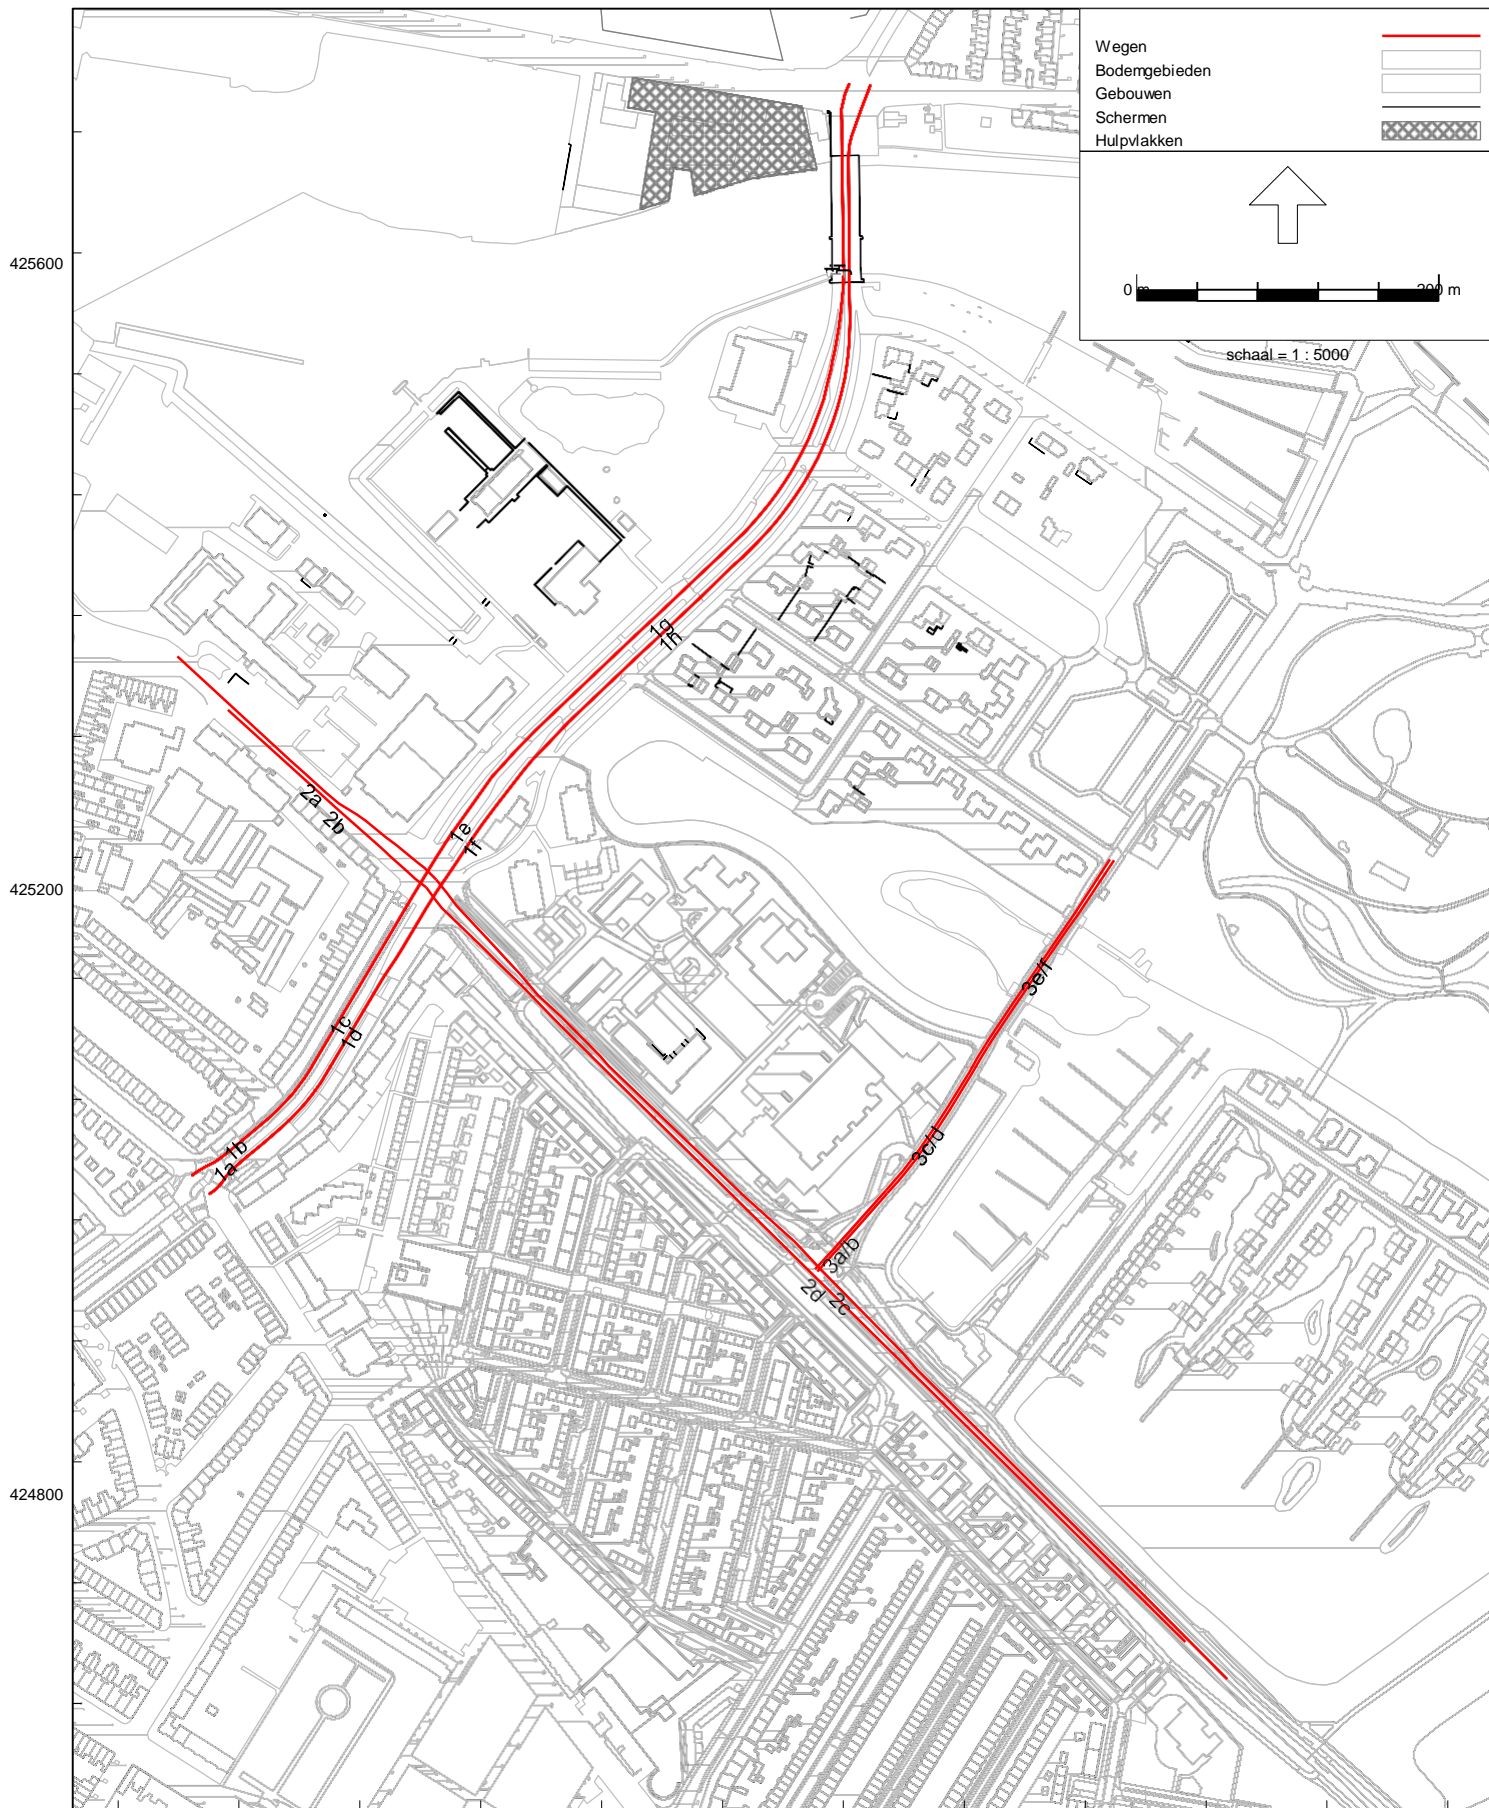 Wegen
Bodemgebieden
Gebouwen
Schermen
Hulpvlakken
0 m 200 m
schaal = 1 : 5000
425600
1g
1h
2a
2b
1e
1f
425200
3e/f
1c
1d
1b
1a
3c/d
3a/b
2d
2c
424800